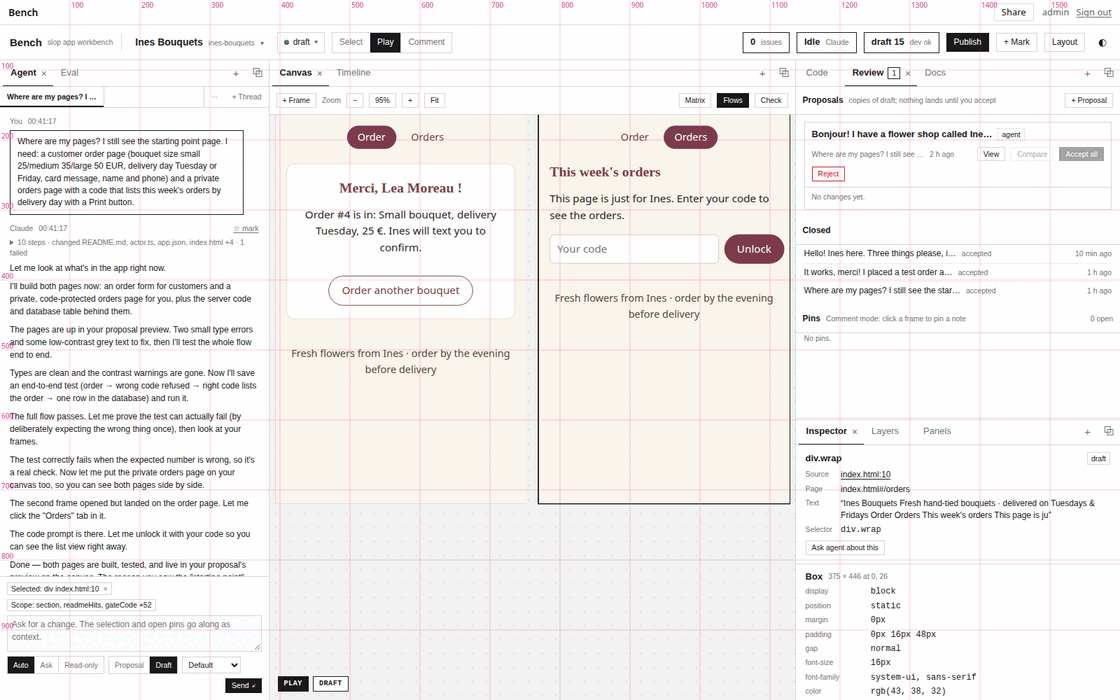 Bench
Share
admin
Sign out
100
200
300
400
500
600
700
800
900
1000
1100
1200
1300
1400
1500
Bench slop app workbench
Ines Bouquets ines-bouquets ▾
draft ▾
Select
Play
Comment
0 issues
Idle Claude
draft 15 dev ok
Publish
+ Mark
Layout
100
200
300
400
500
600
700
800
900
Agent ×
Eval
Where are my pages? I …
...
+ Thread
You 00:41:17
Where are my pages? I still see the starting point page. I
need: a customer order page (bouquet size small
25/medium 35/large 50 EUR, delivery day Tuesday or
Friday, card message, name and phone) and a private
orders page with a code that lists this week's orders by
delivery day with a Print button.
Claude 00:41:17
☆ mark
▶ 10 steps · changed README.md, actor.ts, app.json, index.html +4 · 1
failed
Let me look at what's in the app right now.
I'll build both pages now: an order form for customers and a
private, code-protected orders page for you, plus the server code
and database table behind them.
The pages are up in your proposal preview. Two small type errors
and some low-contrast grey text to fix, then I'll test the whole flow
end to end.
Types are clean and the contrast warnings are gone. Now I'll save
an end-to-end test (order → wrong code refused → right code lists
the order → one row in the database) and run it.
The full flow passes. Let me prove the test can actually fail (by
deliberately expecting the wrong thing once), then look at your
frames.
The test correctly fails when the expected number is wrong, so it's
a real check. Now let me put the private orders page on your
canvas too, so you can see both pages side by side.
The second frame opened but landed on the order page. Let me
click the "Orders" tab in it.
The code prompt is there. Let me unlock it with your code so you
can see the list view right away.
Done — both pages are built, tested, and live in your proposal's
Selected: div index.html:10 ×
Scope: section, readmeHits, gateCode +52
Ask for a change. The selection and open pins go along as
context.
Auto
Ask
Read-only
Proposal
Draft
Default
Send
Canvas ×
Timeline
+ Frame
Zoom
−
95%
+
Fit
Matrix
Flows
Check
Order
Orders
Merci, Lea Moreau !
Order #4 is in: Small bouquet, delivery
Tuesday, 25 €. Ines will text you to
confirm.
Order another bouquet
Fresh flowers from Ines · order by the evening
before delivery
Order
Orders
This week's orders
This page is just for Ines. Enter your code to
see the orders.
Your code
Unlock
Fresh flowers from Ines · order by the evening
before delivery
PLAY
DRAFT
Code
Review 1 ×
Docs
Proposals copies of draft; nothing lands until you accept
+ Proposal
Bonjour! I have a flower shop called Ine… agent
Where are my pages? I still see … 2 h ago
View
Compare
Accept all
Reject
No changes yet.
Closed
Hello! Ines here. Three things please, i… accepted 10 min ago
It works, merci! I placed a test order a… accepted 1 h ago
Where are my pages? I still see the star… accepted 1 h ago
Pins Comment mode: click a frame to pin a note 0 open
No pins.
Inspector ×
Layers
Panels
div.wrap
draft
Source index.html:10
Page index.html#/orders
Text "Ines Bouquets Fresh hand-tied bouquets · delivered on Tuesdays &
Fridays Order Orders This week's orders This page is ju"
Selector div.wrap
Ask agent about this
Box 375 × 446 at 0, 26
display block
position static
margin 0px
padding 0px 16px 48px
gap normal
font-size 16px
font-family system-ui, sans-serif
color rgb(43, 38, 32)